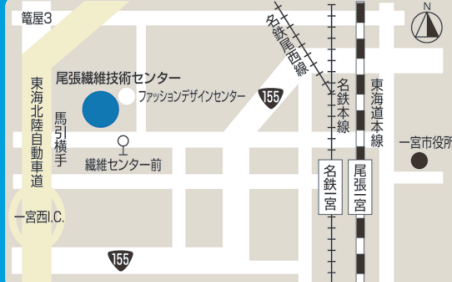 籠屋3
名鉄尾西線
N
尾張繊維技術センター
ファッションデザインセンター
155
名鉄本線
東海道本線
東海北陸自動車道
馬引横手
繊維センター前
一宮市役所
名鉄一宮
尾張一宮
一宮西I.C.
155